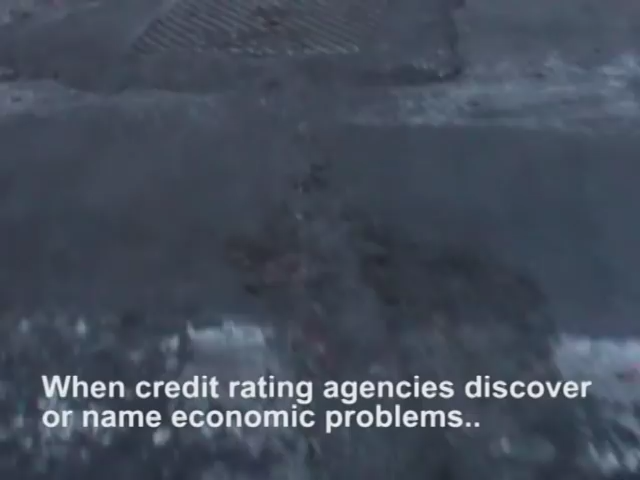 When credit rating agencies discover
or name economic problems..